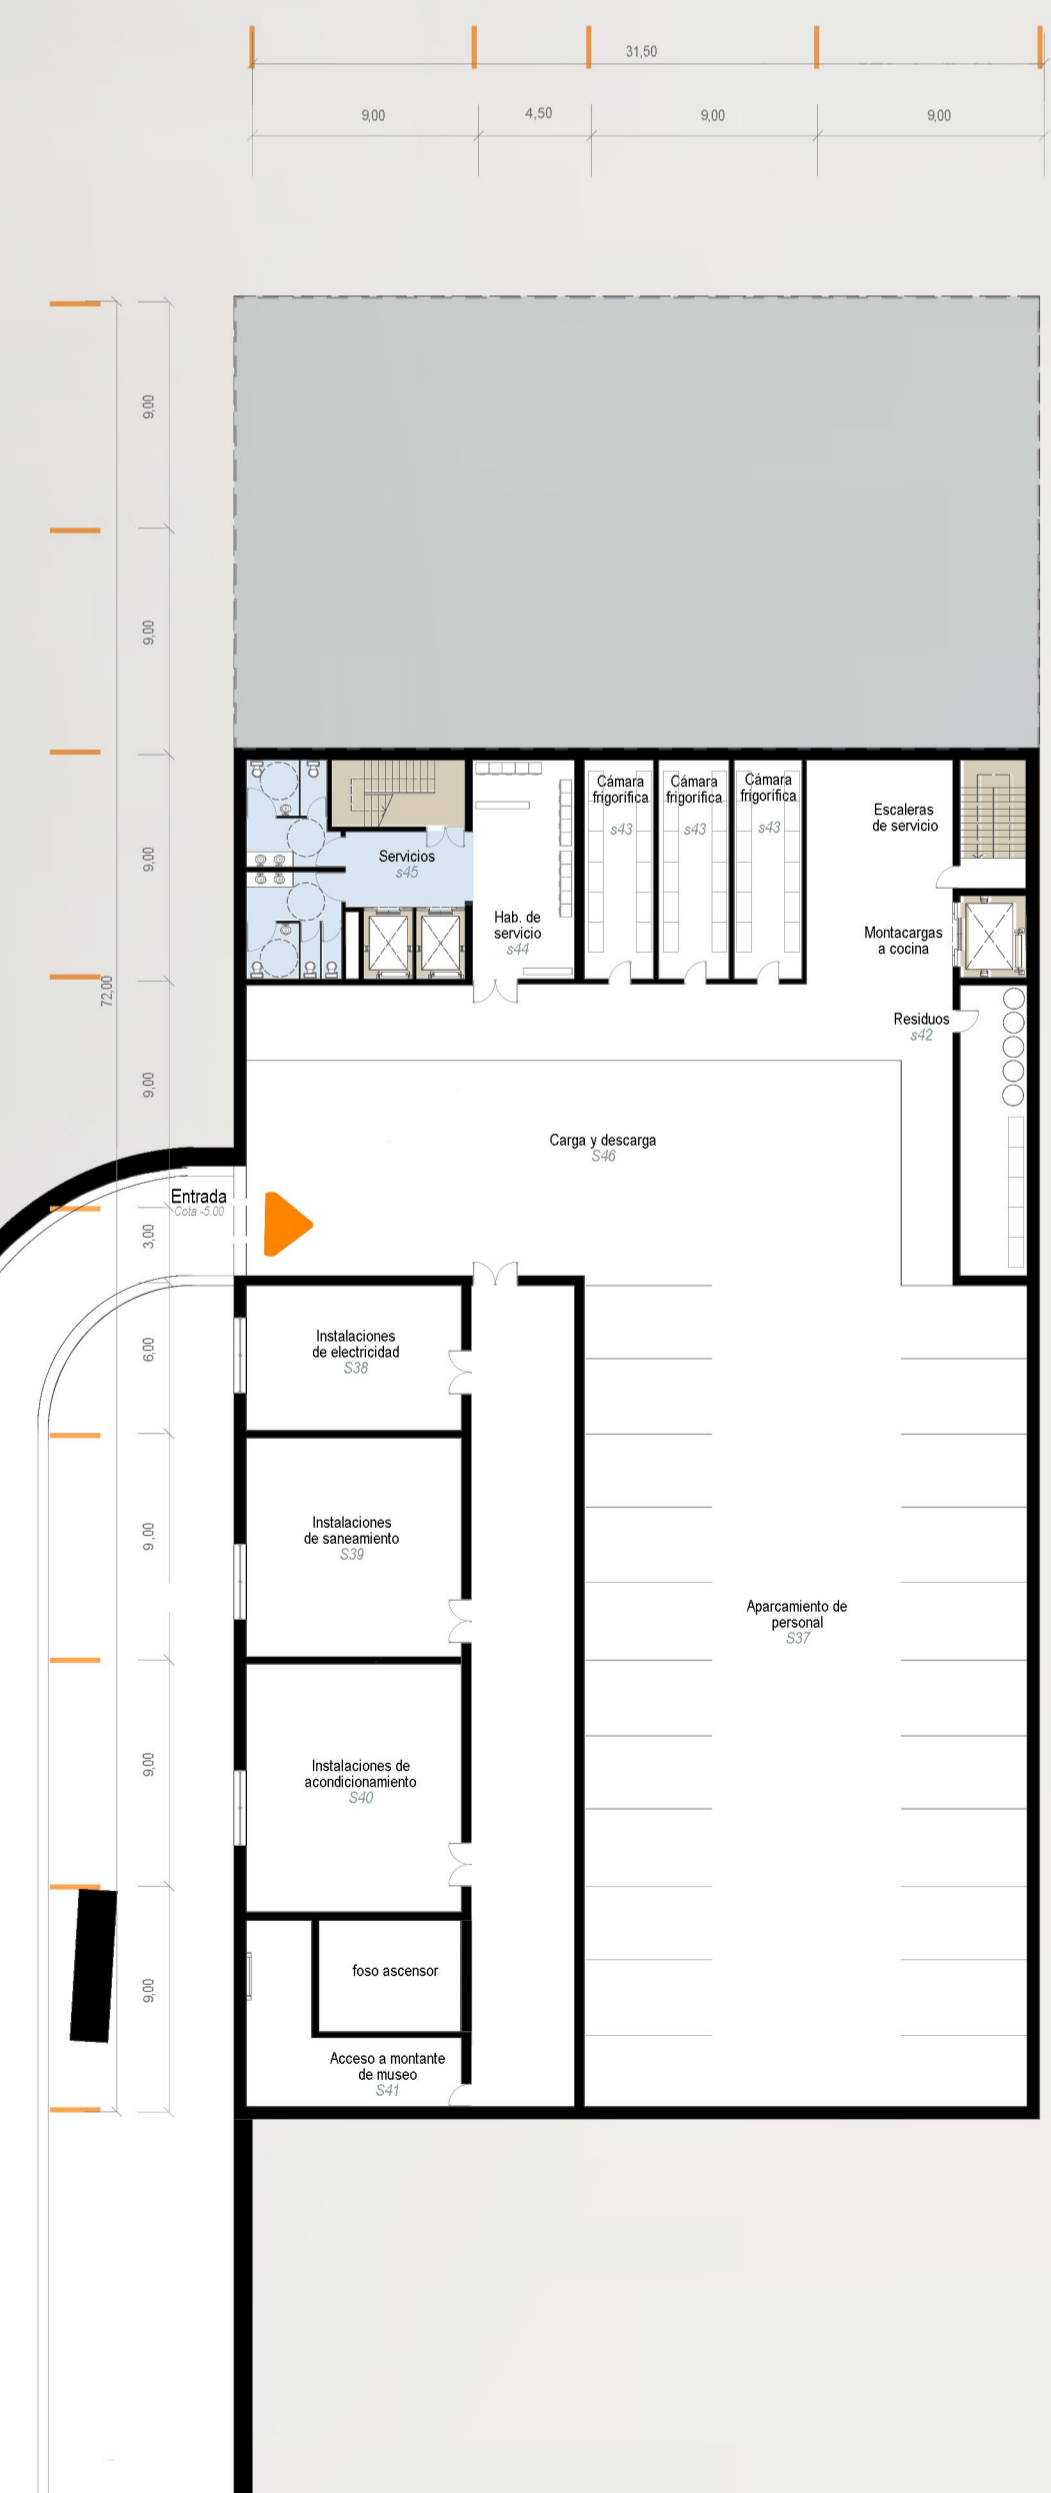 31,50
9,00
4,50
9,00
9,00
9,00
9,00
9,00
72,00
9,00
3,00
6,00
9,00
9,00
9,00
Cámara
frigorífica
s43
Cámara
frigorífica
s43
Cámara
frigorífica
s43
Escaleras
de servicio
Servicios
s45
Hab. de
servicio
s44
Montacargas
a cocina
Residuos
s42
Carga y descarga
S46
Entrada
Cota -5.00
Instalaciones
de electricidad
S38
Instalaciones
de saneamiento
S39
Aparcamiento de
personal
S37
Instalaciones de
acondicionamiento
S40
foso ascensor
Acceso a montante
de museo
S41